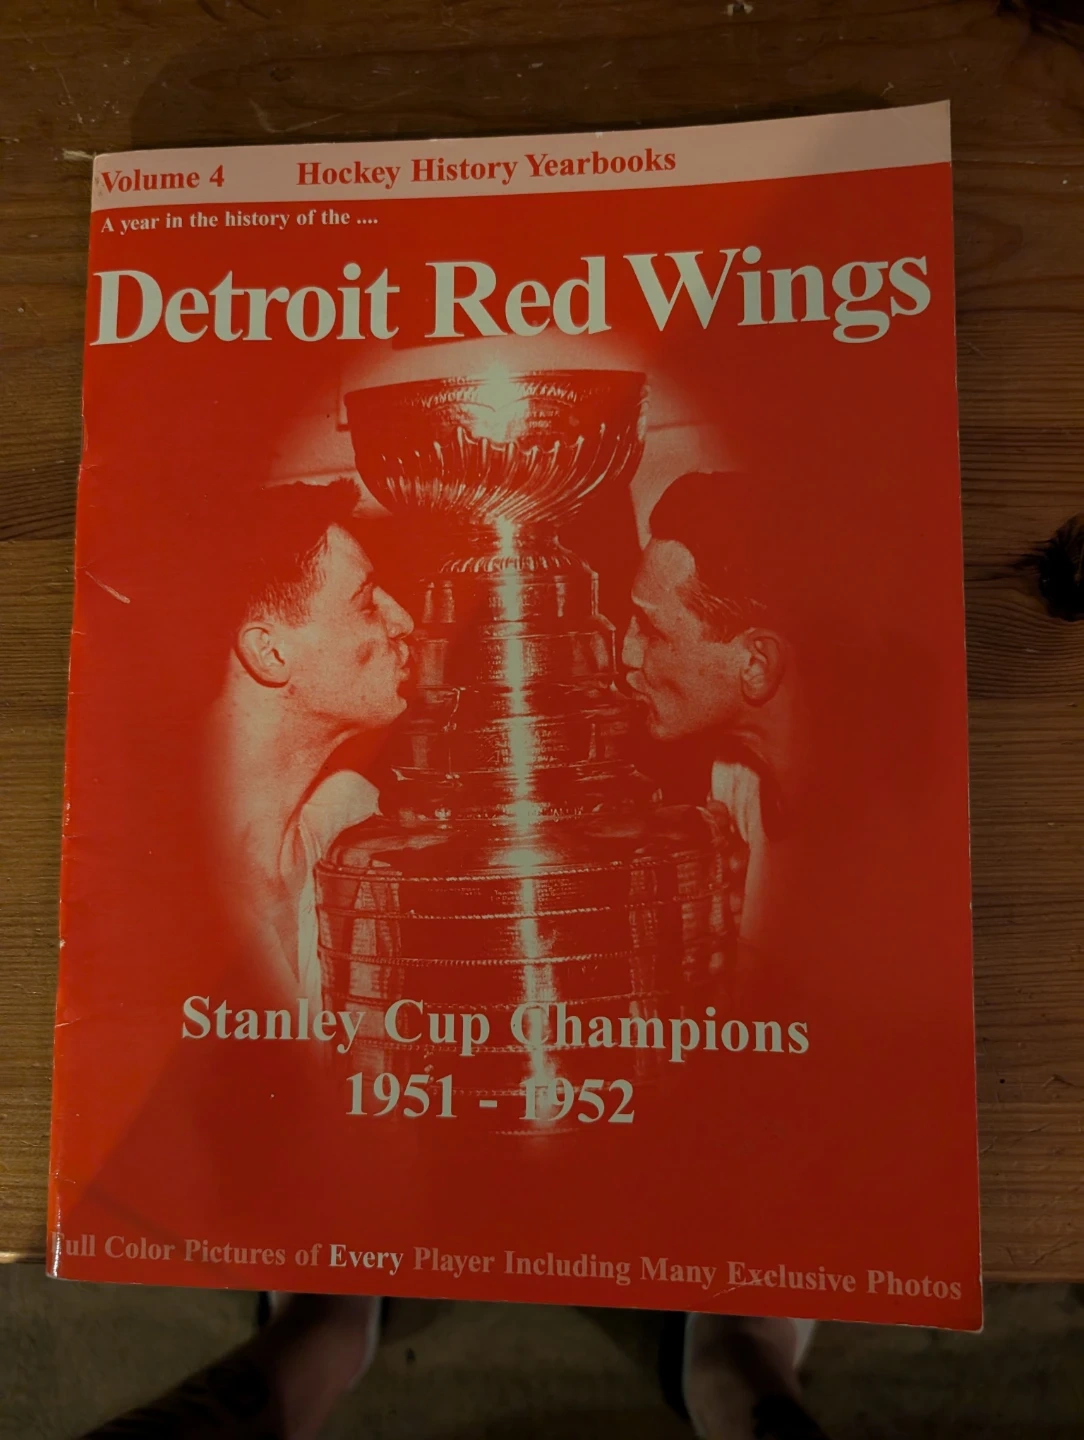 Volume 4 Hockey History Yearbooks
A year in the history of the ....
Detroit Red Wings
Stanley Cup Champions
1951 - 1952
Full Color Pictures of Every Player Including Many Exclusive Photos